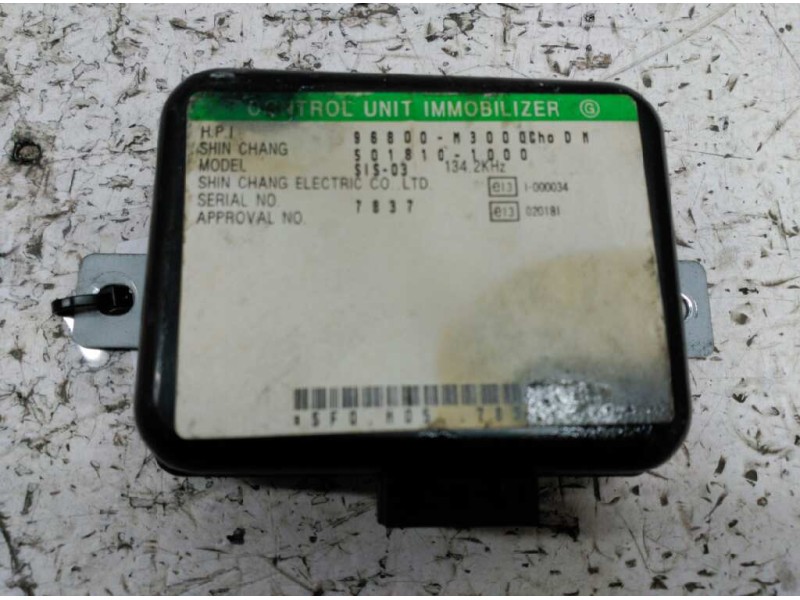 CONTROL UNIT IMMOBILIZER G
H.P.I. 96800-M3000 Cho D M
SHIN CHANG S01810-1000
MODEL SIS-03 134.2KHz
SHIN CHANG ELECTRIC CO. LTD. e13 I-000034
SERIAL NO. 7837
APPROVAL NO. e13 020181